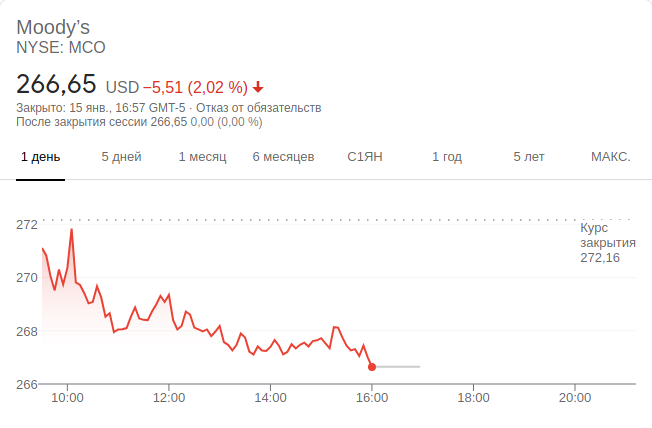 Moody’s
NYSE: MCO
266,65 USD −5,51 (2,02 %)
Закрыто: 15 янв., 16:57 GMT-5 · Отказ от обязательств
После закрытия сессии 266,65 0,00 (0,00 %)
1 день 5 дней 1 месяц 6 месяцев С1ЯН 1 год 5 лет МАКС.
272
Курс
закрытия
272,16
270
268
266
10:00 12:00 14:00 16:00 18:00 20:00